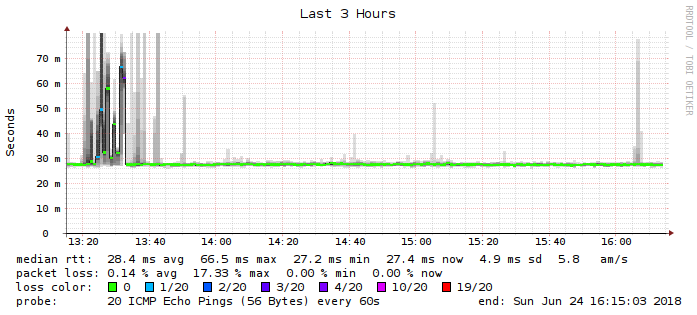 Last 3 Hours
RRDTOOL / TOBI OETIKER
Seconds
70 m
60 m
50 m
40 m
30 m
20 m
10 m
0
13:20 13:40 14:00 14:20 14:40 15:00 15:20 15:40 16:00
median rtt: 28.4 ms avg 66.5 ms max 27.2 ms min 27.4 ms now 4.9 ms sd 5.8 am/s
packet loss: 0.14 % avg 17.33 % max 0.00 % min 0.00 % now
loss color: 0 1/20 2/20 3/20 4/20 10/20 19/20
probe: 20 ICMP Echo Pings (56 Bytes) every 60s end: Sun Jun 24 16:15:03 2018